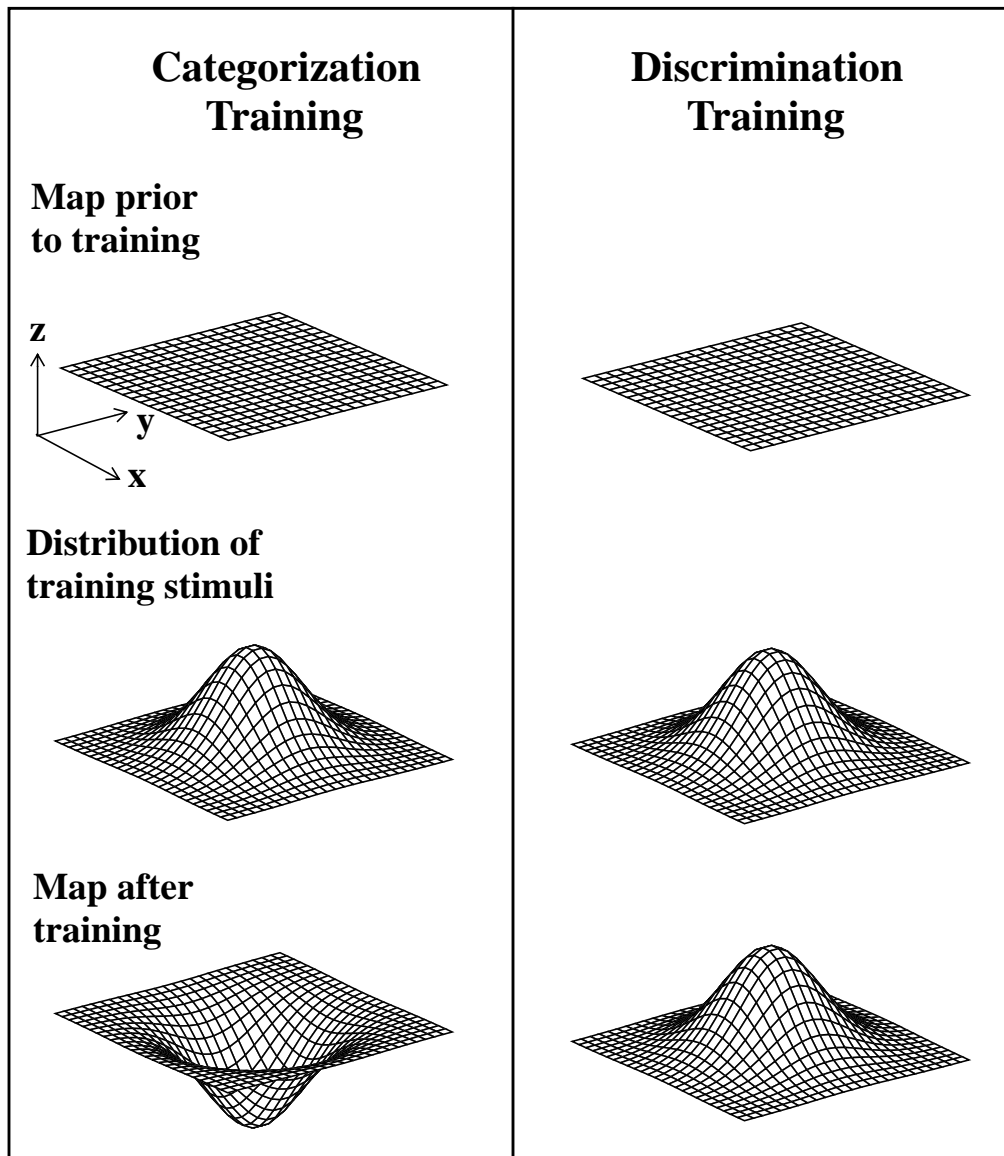 Categorization
Training
Discrimination
Training
Map prior
to training
z
y
x
Distribution of
training stimuli
Map after
training